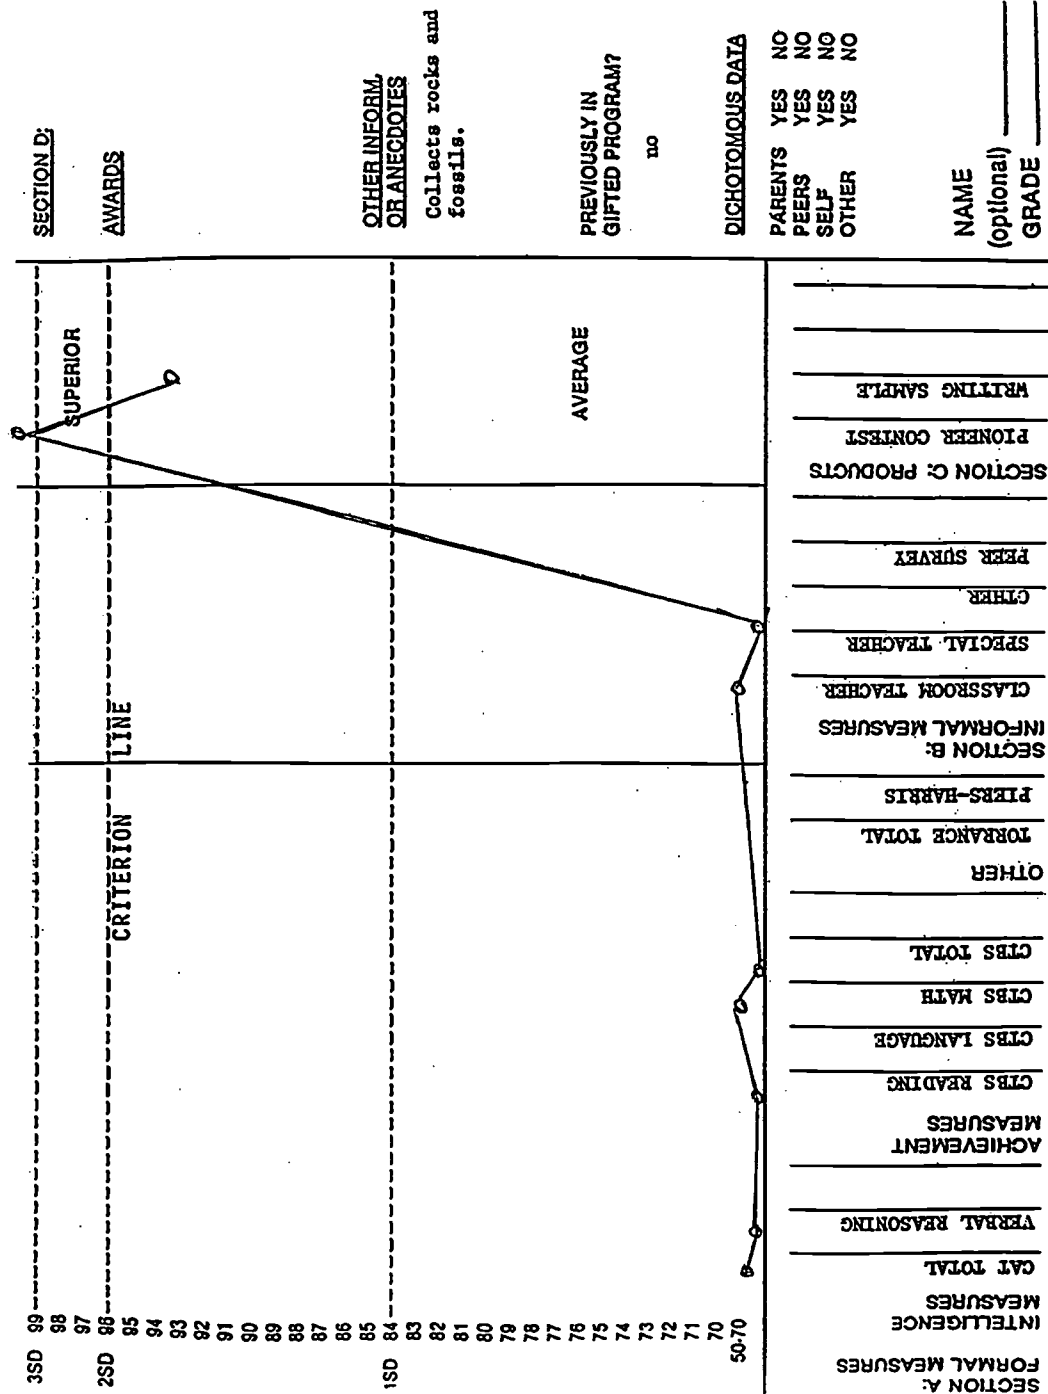 3SD
99
98
97
2SD
96
95
94
93
92
91
90
89
88
87
86
85
1SD
84
83
82
81
80
79
78
77
76
75
74
73
72
71
70
50-70
CRITERION LINE
SUPERIOR
AVERAGE
SECTION A:
FORMAL MEASURES
INTELLIGENCE
MEASURES
CAT TOTAL
VERBAL REASONING
ACHIEVEMENT
MEASURES
CTBS READING
CTBS LANGUAGE
CTBS MATH
CTBS TOTAL
OTHER
TORRANCE TOTAL
PIERS-HARRIS
SECTION B:
INFORMAL MEASURES
CLASSROOM TEACHER
SPECIAL TEACHER
OTHER
PEER SURVEY
SECTION C: PRODUCTS
PIONEER CONTEST
WRITING SAMPLE
SECTION D:
AWARDS
OTHER INFORM.
OR ANECDOTES
Collects rocks and
fossils.
PREVIOUSLY IN
GIFTED PROGRAM?
no
DICHOTOMOUS DATA
PARENTS YES NO
PEERS YES NO
SELF YES NO
OTHER YES NO
NAME
(optional)
GRADE